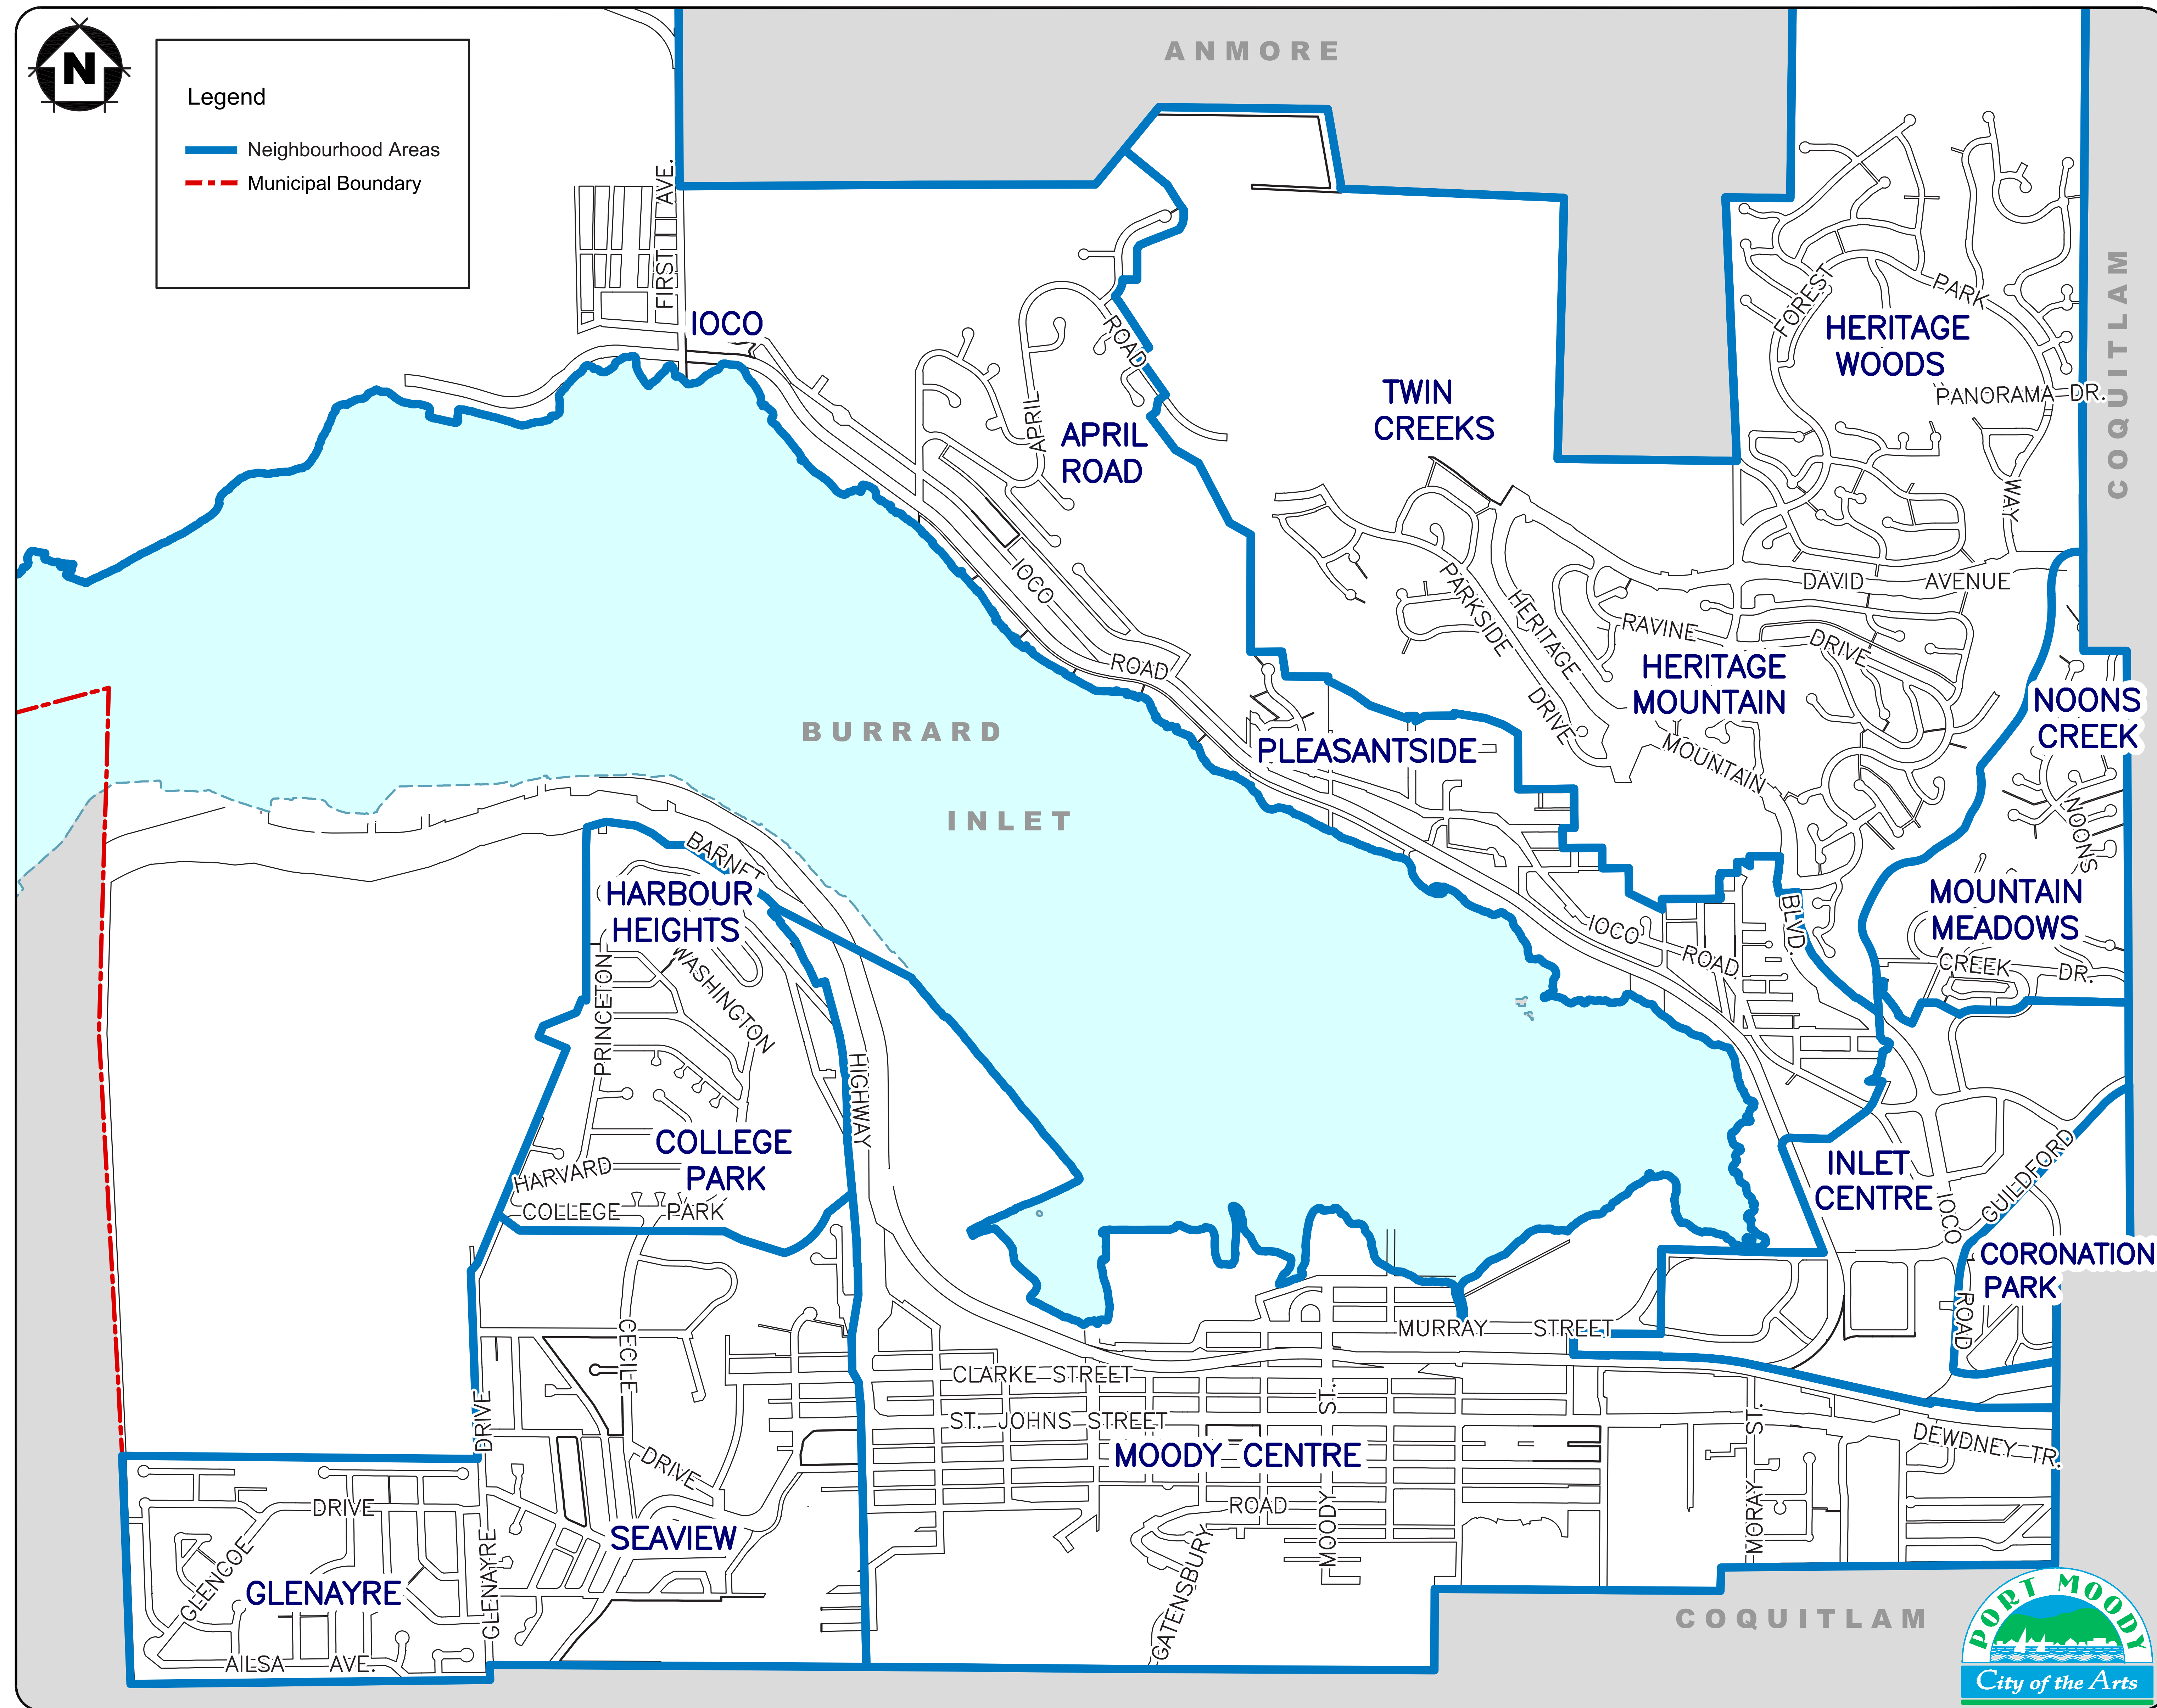 N
Legend
Neighbourhood Areas
Municipal Boundary
ANMORE
FIRST AVE.
IOCO
APRIL ROAD
APRIL
ROAD
TWIN
CREEKS
FOREST
PARK
HERITAGE
WOODS
PANORAMA DR.
WAY
COQUITLAM
DAVID AVENUE
IOCO
ROAD
PARKSIDE
DRIVE
HERITAGE
MOUNTAIN
BLVD.
RAVINE
DRIVE
HERITAGE
MOUNTAIN
NOONS
CREEK
NOONS
CREEK DR.
MOUNTAIN
MEADOWS
BURRARD
INLET
PLEASANTSIDE
IOCO
ROAD
BARNET
HIGHWAY
HARBOUR
HEIGHTS
PRINCETON
WASHINGTON
COLLEGE
PARK
HARVARD
COLLEGE PARK
INLET
CENTRE
IOCO
ROAD
GUILDFORD
CORONATION
PARK
CECILE
DRIVE
MURRAY STREET
CLARKE STREET
ST. JOHNS STREET
MOODY CENTRE
MOODY
ST.
MORAY ST.
DEWDNEY TR.
GATENSBURY
ROAD
SEAVIEW
GLENAYRE
DRIVE
GLENCOE
DRIVE
GLENAYRE
AILSA AVE.
COQUITLAM
PORT MOODY
City of the Arts